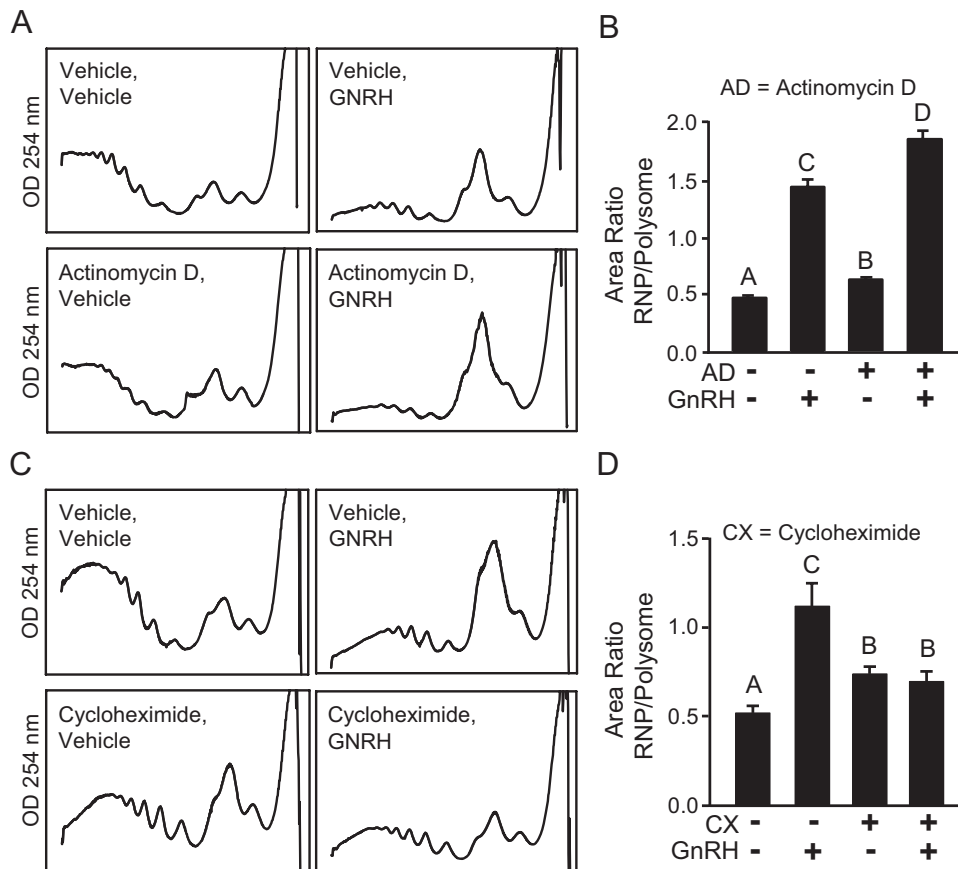 A
OD 254 nm
Vehicle,
Vehicle
Vehicle,
GNRH
OD 254 nm
Actinomycin D,
Vehicle
Actinomycin D,
GNRH
B
AD = Actinomycin D
Area Ratio
RNP/Polysome
2.0
1.5
1.0
0.5
0.0
A
C
B
D
AD - - + +
GnRH - + - +
C
OD 254 nm
Vehicle,
Vehicle
Vehicle,
GNRH
OD 254 nm
Cycloheximide,
Vehicle
Cycloheximide,
GNRH
D
CX = Cycloheximide
Area Ratio
RNP/Polysome
1.5
1.0
0.5
0.0
A
C
B
B
CX - - + +
GnRH - + - +